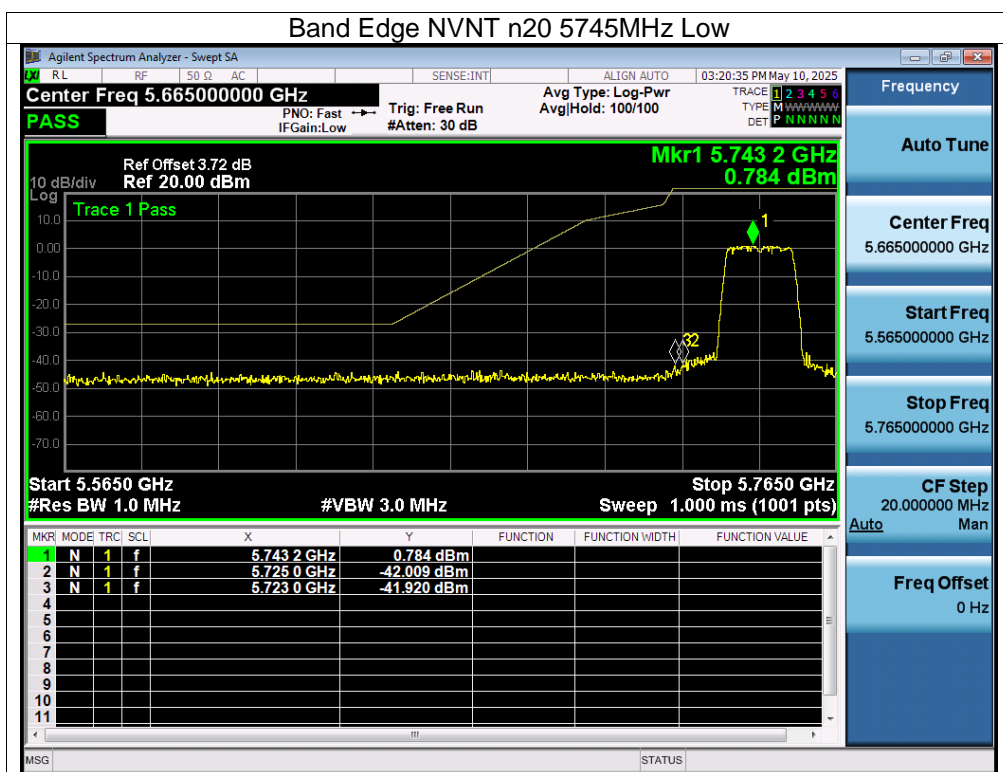 Band Edge NVNT n20 5745MHz Low
Agilent Spectrum Analyzer - Swept SA
LXI RL RF 50 Ω AC SENSE:INT ALIGN AUTO 03:20:35 PM May 10, 2025
Center Freq 5.665000000 GHz
PASS
PNO: Fast
IFGain:Low
Trig: Free Run
#Atten: 30 dB
Avg Type: Log-Pwr
Avg|Hold: 100/100
TRACE 1 2 3 4 5 6
TYPE M WWWWW
DET P N N N N N
Ref Offset 3.72 dB
10 dB/div Ref 20.00 dBm
Log
Mkr1 5.743 2 GHz
0.784 dBm
Trace 1 Pass
10.0
0.00
-10.0
-20.0
-30.0
-40.0
-50.0
-60.0
-70.0
1
32
Start 5.5650 GHz Stop 5.7650 GHz
#Res BW 1.0 MHz #VBW 3.0 MHz Sweep 1.000 ms (1001 pts)
MKR MODE TRC SCL X Y FUNCTION FUNCTION WIDTH FUNCTION VALUE
1 N 1 f 5.743 2 GHz 0.784 dBm
2 N 1 f 5.725 0 GHz -42.009 dBm
3 N 1 f 5.723 0 GHz -41.920 dBm
4
5
6
7
8
9
10
11
MSG STATUS
Frequency
Auto Tune
Center Freq
5.665000000 GHz
Start Freq
5.565000000 GHz
Stop Freq
5.765000000 GHz
CF Step
20.000000 MHz
Auto Man
Freq Offset
0 Hz